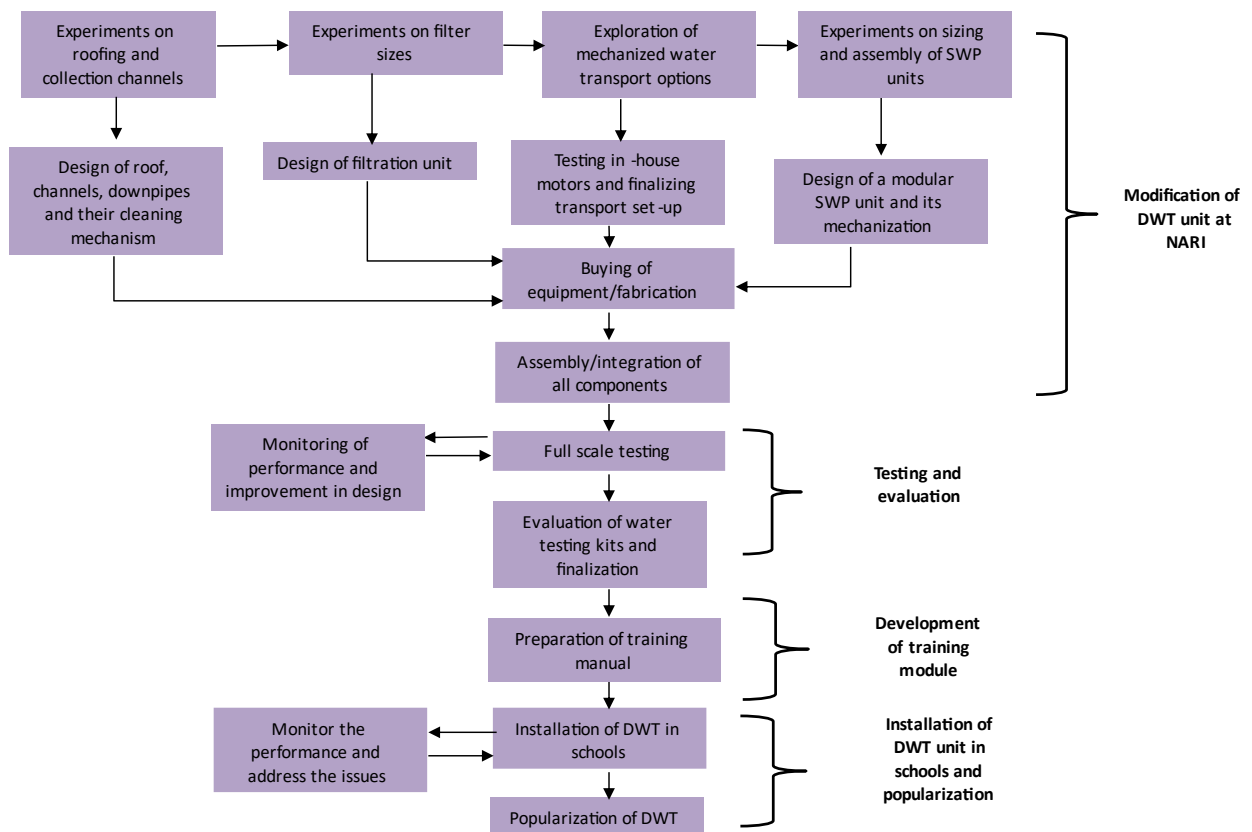 Experiments on
roofing and
collection channels
Experiments on filter
sizes
Exploration of
mechanized water
transport options
Experiments on sizing
and assembly of SWP
units
Design of roof,
channels, downpipes
and their cleaning
mechanism
Design of filtration unit
Testing in -house
motors and finalizing
transport set -up
Design of a modular
SWP unit and its
mechanization
Modification of
DWT unit at
NARI
Buying of
equipment/fabrication
Assembly/integration of
all components
Monitoring of
performance and
improvement in design
Full scale testing
Testing and
evaluation
Evaluation of water
testing kits and
finalization
Preparation of training
manual
Development
of training
module
Monitor the
performance and
address the issues
Installation of DWT in
schools
Installation of
DWT unit in
schools and
popularization
Popularization of DWT